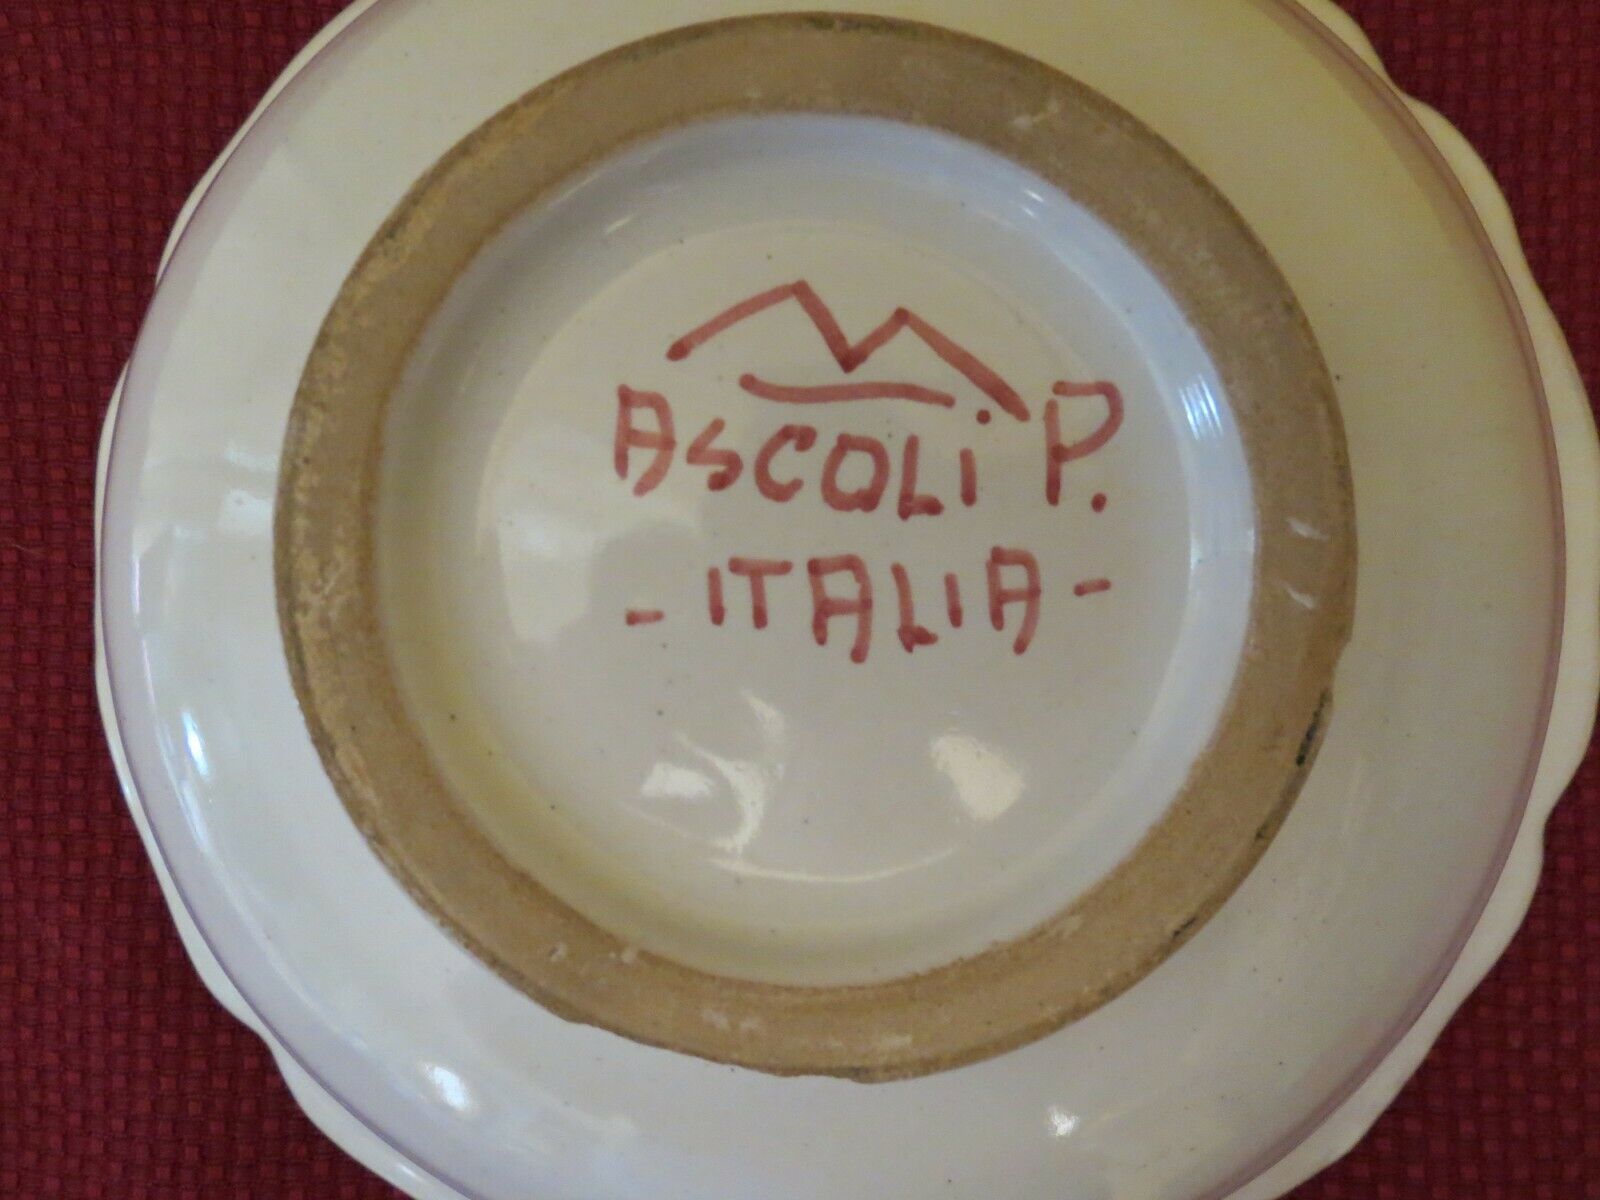 ASCOLi P.
- ITALIA -